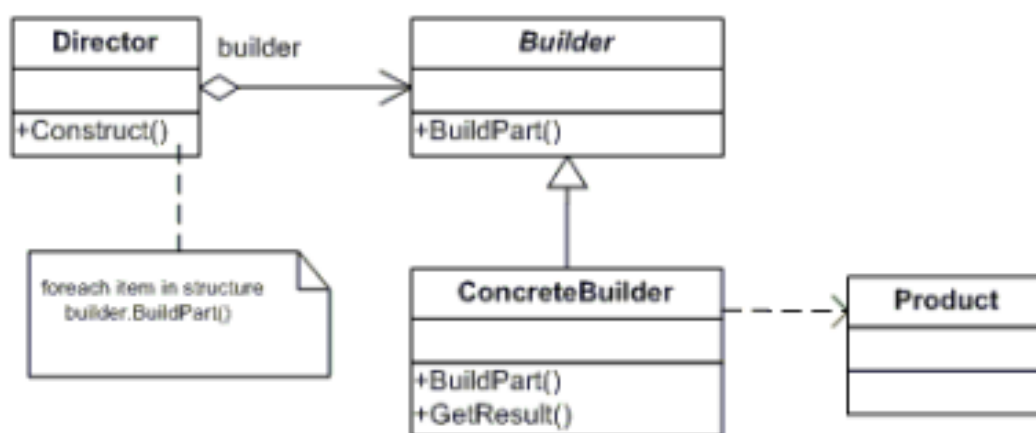 Director
builder
Builder
+Construct()
+BuildPart()
foreach item in structure
builder.BuildPart()
ConcreteBuilder
Product
+BuildPart()
+GetResult()